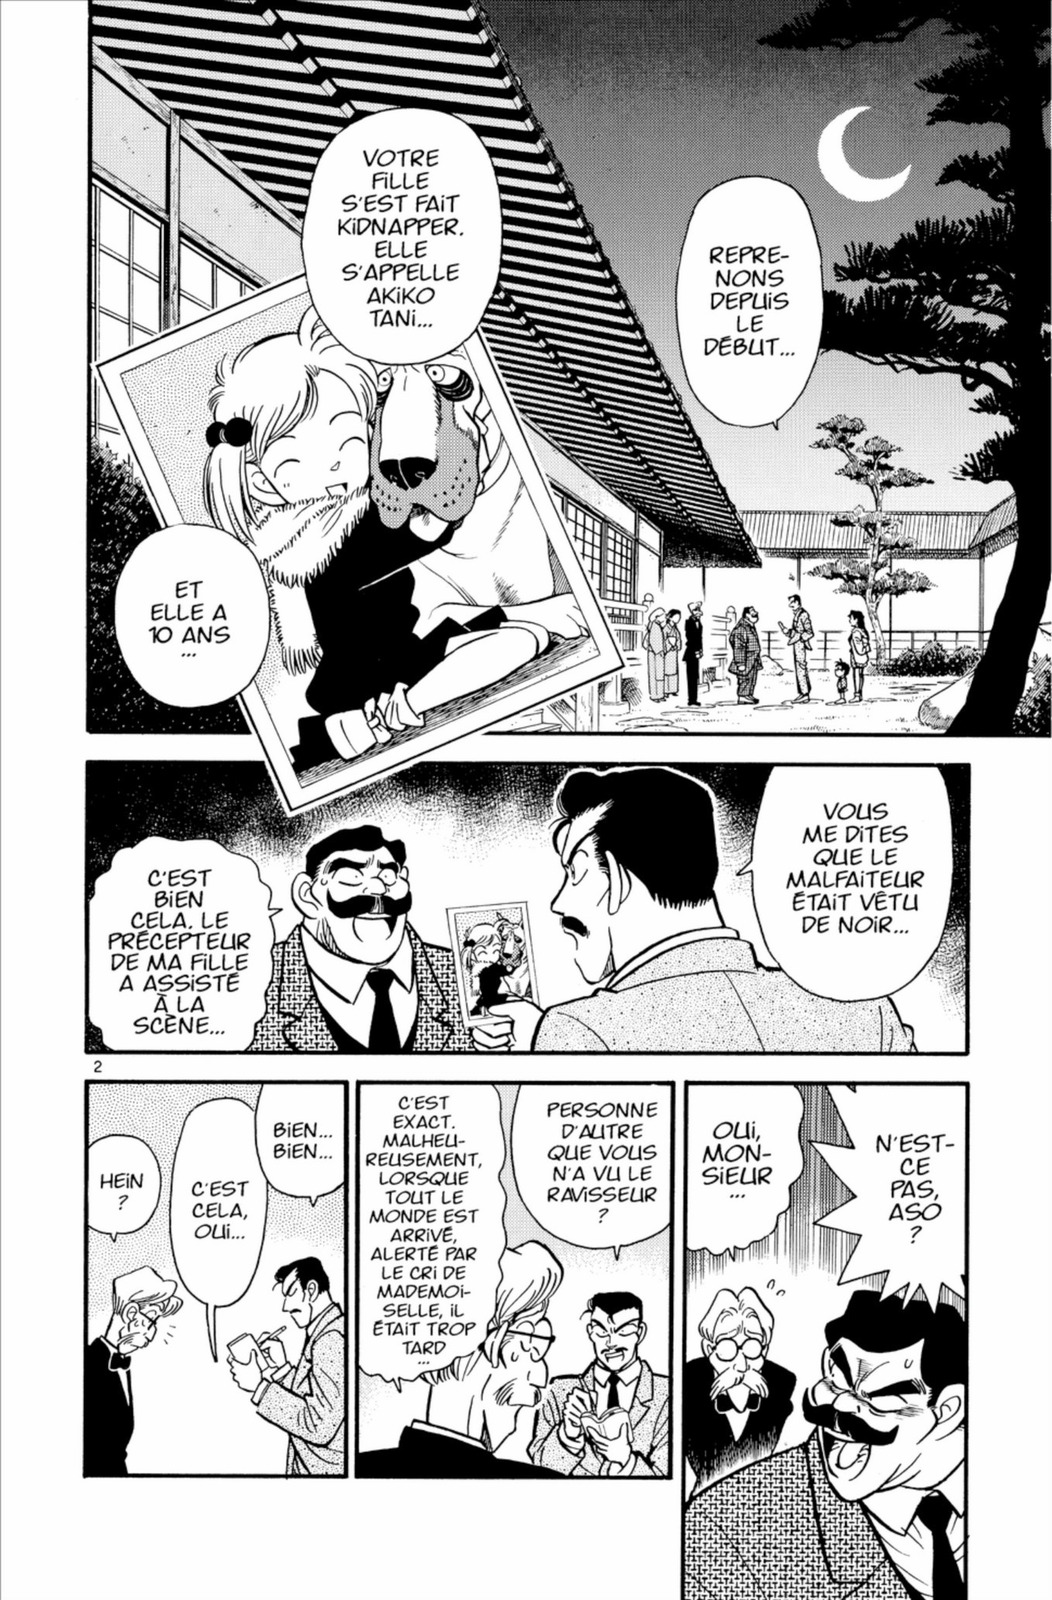 REPRE-
NONS
DEPUIS
LE
DÉBUT...
VOTRE
FILLE
S'EST FAIT
KIDNAPPER.
ELLE
S'APPELLE
AKIKO
TANI...
ET
ELLE A
10 ANS
...
VOUS
ME DITES
QUE LE
MALFAITEUR
ÉTAIT VÊTU
DE NOIR...
C'EST
BIEN
CELA. LE
PRÉCEPTEUR
DE MA FILLE
A ASSISTÉ
À LA
SCÈNE...
2
N'EST-
CE
PAS,
ASO
?
OUI,
MON-
SIEUR
...
PERSONNE
D'AUTRE
QUE VOUS
N'A VU LE
RAVISSEUR
?
C'EST
EXACT.
MALHEU-
REUSEMENT,
LORSQUE
TOUT LE
MONDE EST
ARRIVÉ,
ALERTÉ PAR
LE CRI DE
MADEMOI-
SELLE, IL
ÉTAIT TROP
TARD
...
BIEN...
BIEN...
C'EST
CELA,
OUI...
HEIN
?